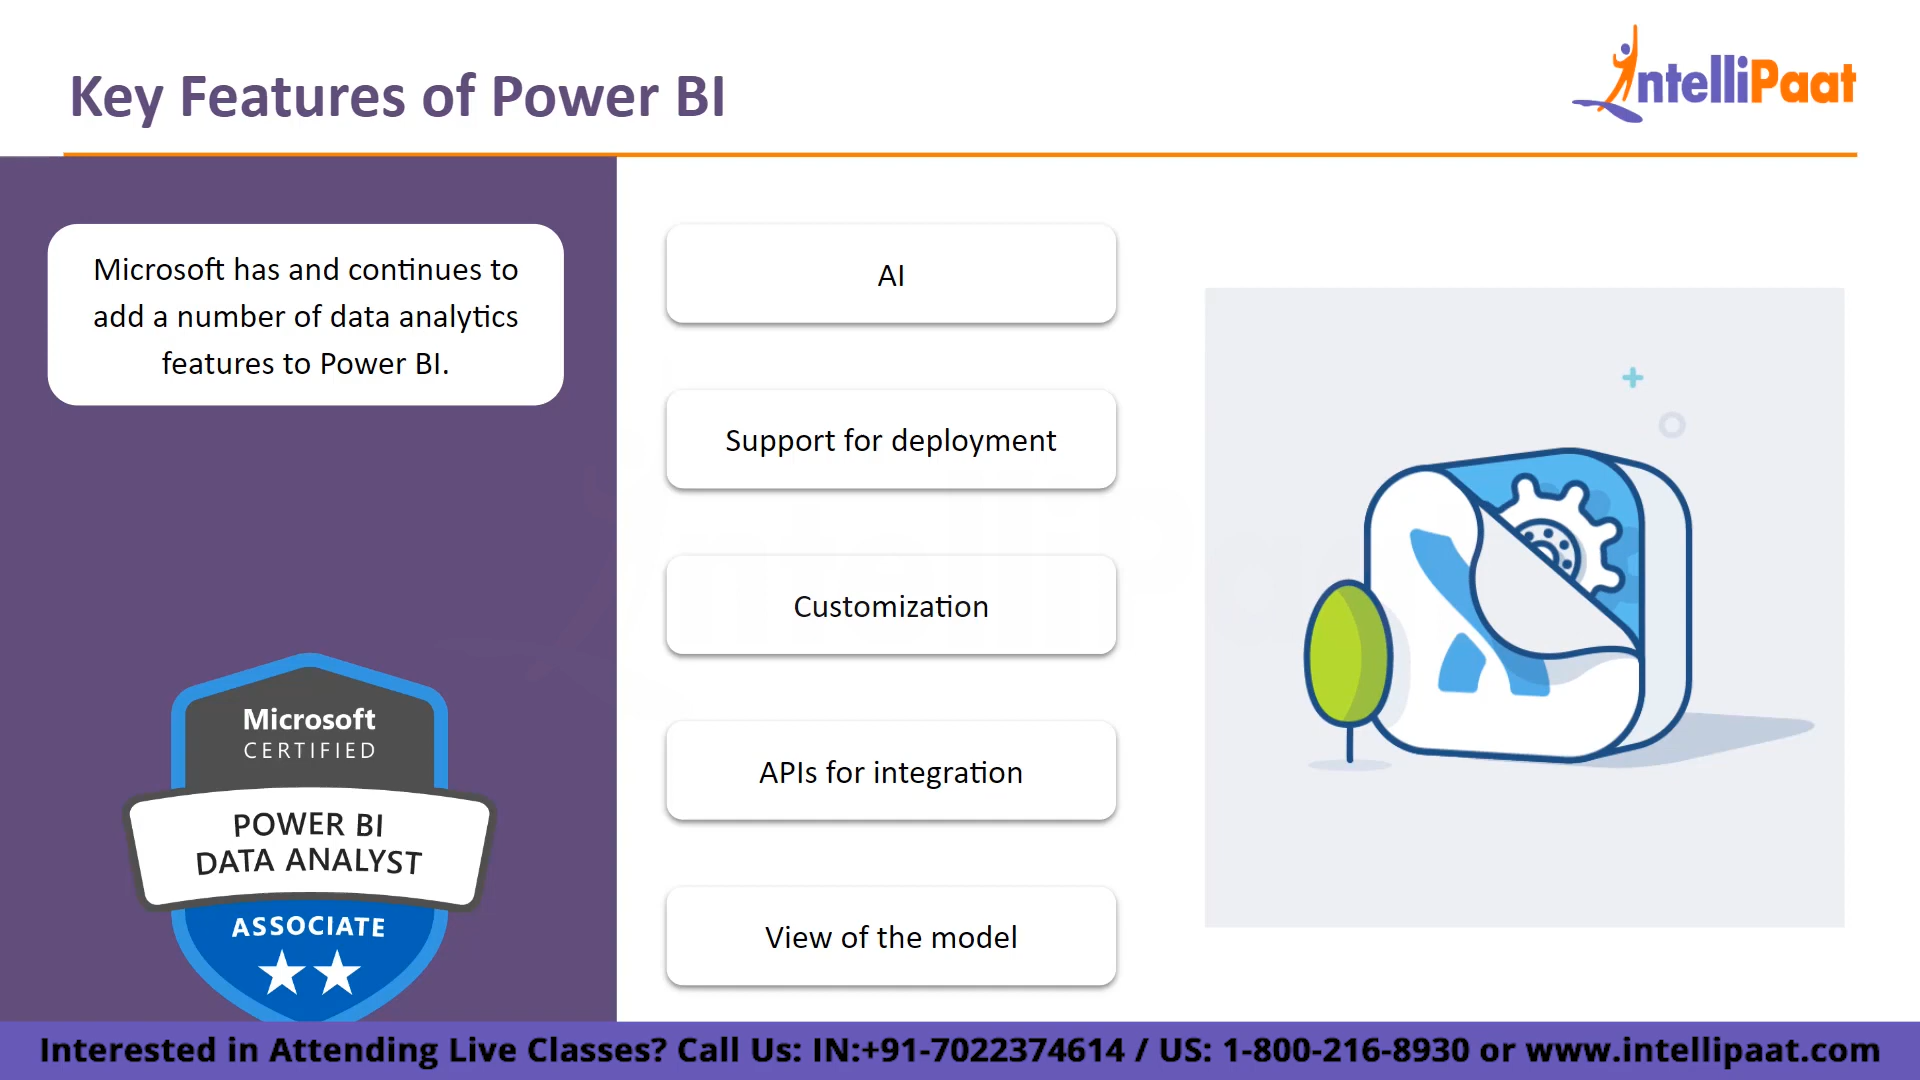 Key Features of Power BI
IntelliPaat
Microsoft has and continues to
add a number of data analytics
features to Power BI.
AI
Support for deployment
Customization
APIs for integration
View of the model
Microsoft
CERTIFIED
POWER BI
DATA ANALYST
ASSOCIATE
Interested in Attending Live Classes? Call Us: IN:+91-7022374614 / US: 1-800-216-8930 or www.intellipaat.com